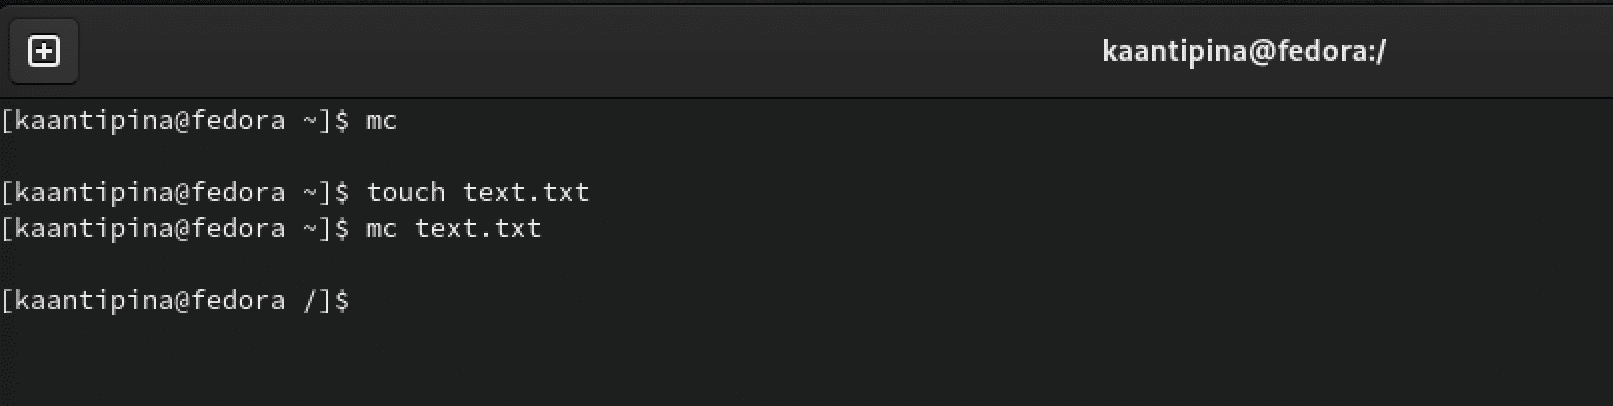 kaantipina@fedora:/
[kaantipina@fedora ~]$ mc
[kaantipina@fedora ~]$ touch text.txt
[kaantipina@fedora ~]$ mc text.txt
[kaantipina@fedora /]$